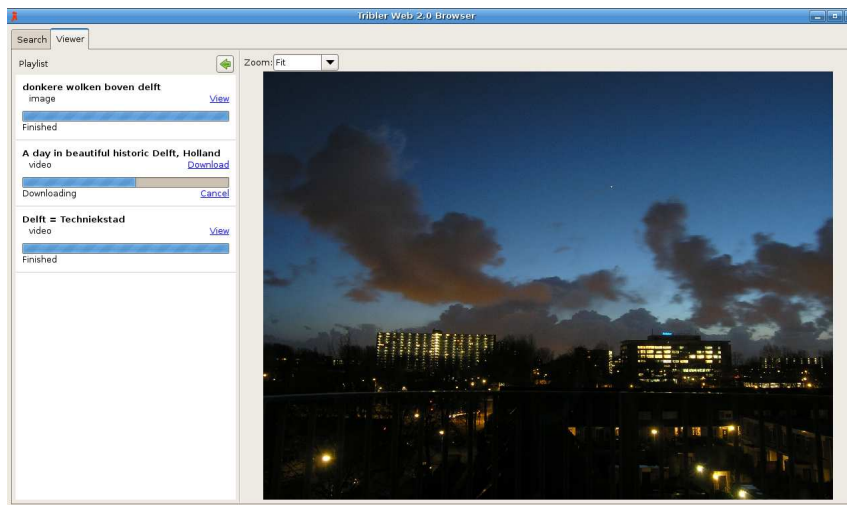 Tribler Web 2.0 Browser
Search Viewer
Playlist
Zoom: Fit
donkere wolken boven delft
image View
Finished
A day in beautiful historic Delft, Holland
video Download
Downloading Cancel
Delft = Techniekstad
video View
Finished